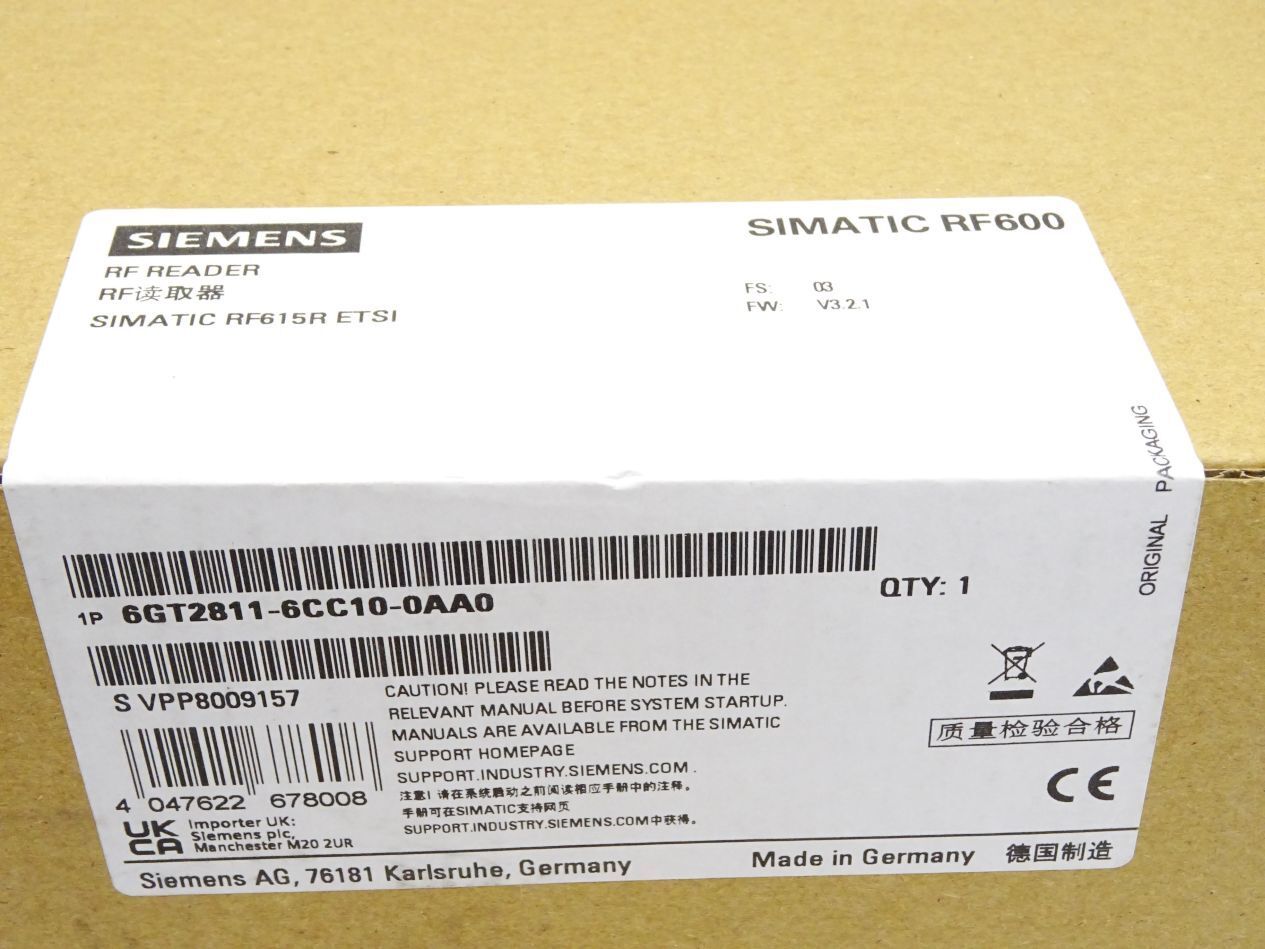 SIEMENS
SIMATIC RF600
RF READER
RF读取器
SIMATIC RF615R ETSI
FS: 03
FW: V3.2.1
ORIGINAL PACKAGING
1P 6GT2811-6CC10-0AA0
QTY: 1
S VPP8009157
CAUTION! PLEASE READ THE NOTES IN THE
RELEVANT MANUAL BEFORE SYSTEM STARTUP.
MANUALS ARE AVAILABLE FROM THE SIMATIC
SUPPORT HOMEPAGE
SUPPORT.INDUSTRY.SIEMENS.COM .
注意! 请在系统启动之前阅读相应手册中的注释。
手册可在SIMATIC支持网页
SUPPORT.INDUSTRY.SIEMENS.COM中获得。
质量检验合格
CE
4 047622 678008
UK
CA
Importer UK:
Siemens plc,
Manchester M20 2UR
Siemens AG, 76181 Karlsruhe, Germany
Made in Germany 德国制造